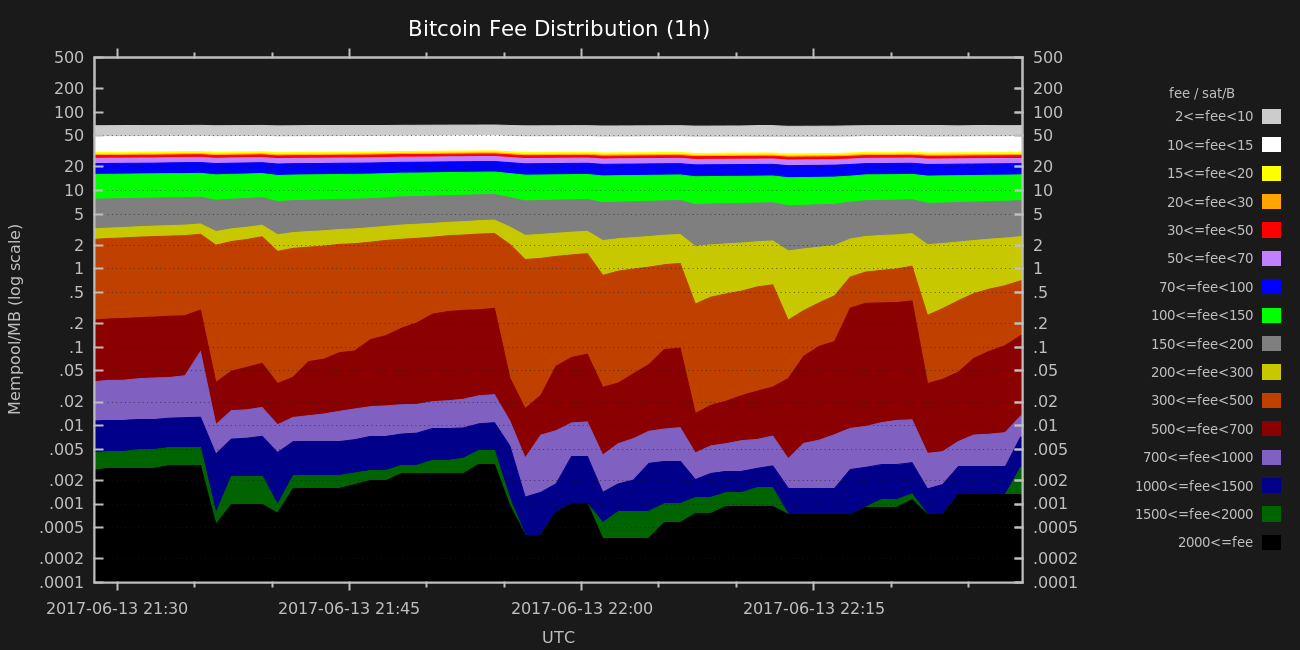 Bitcoin Fee Distribution (1h)
Mempool/MB (log scale)
500
200
100
50
20
10
5
2
1
.5
.2
.1
.05
.02
.01
.005
.002
.001
.0005
.0002
.0001
500
200
100
50
20
10
5
2
1
.5
.2
.1
.05
.02
.01
.005
.002
.001
.0005
.0002
.0001
2017-06-13 21:30 2017-06-13 21:45 2017-06-13 22:00 2017-06-13 22:15
UTC
fee / sat/B
2<=fee<10
10<=fee<15
15<=fee<20
20<=fee<30
30<=fee<50
50<=fee<70
70<=fee<100
100<=fee<150
150<=fee<200
200<=fee<300
300<=fee<500
500<=fee<700
700<=fee<1000
1000<=fee<1500
1500<=fee<2000
2000<=fee